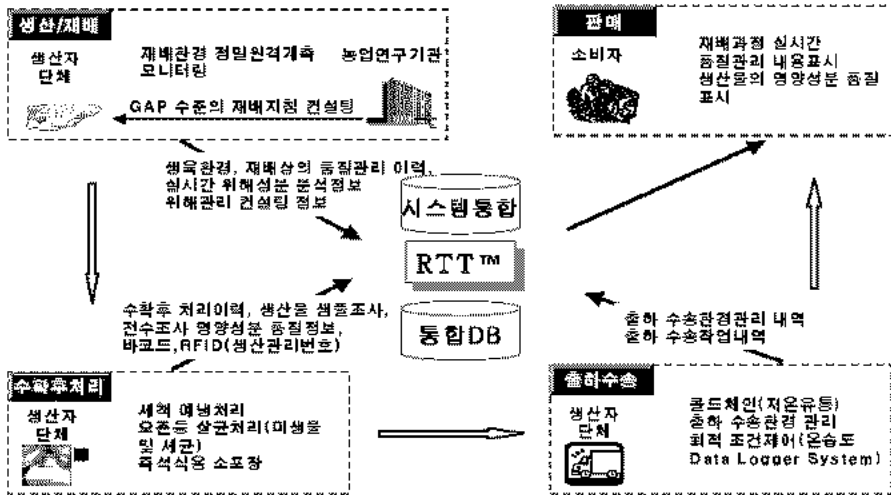 생산/재배
생산자
단체
재배환경 정밀원격계측
모니터링
농업연구기관
GAP 수준의 재배지침 컨설팅
판매
소비자
재배과정 실시간
품질관리 내용표시
생산물의 영양성분 품질
표시
생육환경, 재배상의 품질관리 이력,
실시간 위해성분 분석정보
위해관리 컨설팅 정보
시스템통합
RTT™
통합DB
수확후 처리이력, 생산물 샘플조사,
전수조사 영양성분 품질정보,
바코드,RFID(생산관리번호)
출하 수송환경관리 내역
출하 수송작업내역
수확후처리
생산자
단체
세척 예냉처리
오존등 살균처리(미생물
및 세균)
즉석식용 소포장
출하수송
생산자
단체
콜드체인(저온유통)
출하 수송환경 관리
최적 조건제어(온습도
Data Logger System)